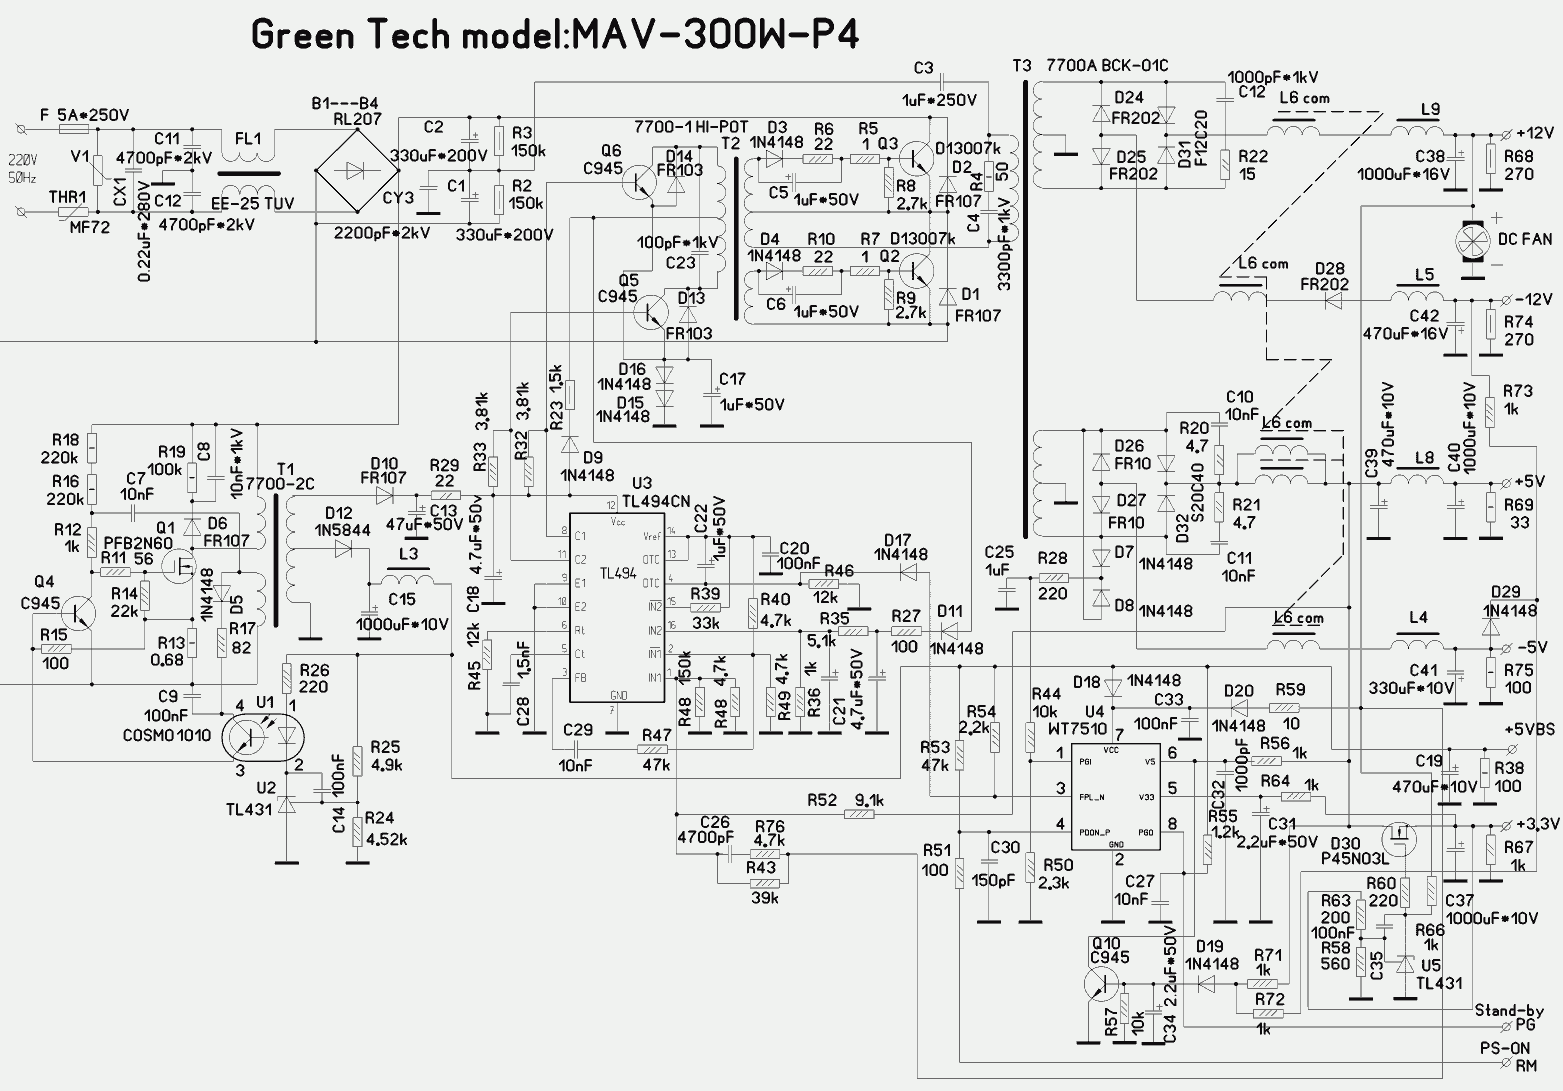 Green Tech model:MAV-300W-P4
F 5A*250V
220V
50Hz
V1
THR1
MF72
CX1
0.22uF*280V
C11
4700pF*2kV
C12
4700pF*2kV
FL1
EE-25 TUV
B1---B4
RL207
CY3
2200pF*2kV
C2
330uF*200V
C1
330uF*200V
R3
150k
R2
150k
C3
1uF*250V
7700-1 HI-POT
T2
Q6
C945
D14
FR103
100pF*1kV
C23
Q5
C945
D13
FR103
D16
1N4148
D15
1N4148
C17
1uF*50V
D3
1N4148
R6
22
R5
1
Q3
D13007k
C5
1uF*50V
R8
2.7k
D2
FR107
R4
50
C4
3300pF*1kV
D4
1N4148
R10
22
R7
1
Q2
D13007k
C6
1uF*50V
R9
2.7k
D1
FR107
T3
7700A BCK-01C
D24
FR202
D25
FR202
D31
F12C20
1000pF*1kV
C12
R22
15
L6 com
L9
+12V
C38
1000uF*16V
R68
270
+
DC FAN
−
L6 com
D28
FR202
L5
-12V
C42
470uF*16V
R74
270
R73
1k
D26
FR10
D27
FR10
D32
S20C40
C10
10nF
R20
4.7
R21
4.7
C11
10nF
L6 com
C39
470uF*10V
L8
C40
1000uF*10V
+5V
R69
33
D7
1N4148
D8
1N4148
C25
1uF
R28
220
L6 com
L4
D29
1N4148
-5V
C41
330uF*10V
R75
100
R18
220k
R16
220k
R12
1k
C7
10nF
R19
100k
C8
10nF*1kV
T1
7700-2C
Q1
PFB2N60
D6
FR107
R11
56
R14
22k
1N4148
D5
Q4
C945
R15
100
R13
0,68
R17
82
C9
100nF
R26
220
U1
COSMO1010
4
1
3
2
U2
TL431
C14
100nF
R25
4.9k
R24
4.52k
D10
FR107
R29
22
D12
1N5844
C13
47uF*50V
L3
C15
1000uF*10V
R33
3.81k
R32
3.81k
R23
1,5k
D9
1N4148
C18
4.7uF*50v
U3
TL494CN
12
Vcc
8 C1
11 C2
9 E1
10 E2
6 Rt
5 Ct
3 FB
TL494
Vref 14
OTC 13
OTC 4
IN2 15
IN2 16
IN1 2
IN1 1
GND
7
R45
12k
C28
1,5nF
C29
10nF
R47
47k
C22
1uF*50V
C20
100nF
R46
12k
D17
1N4148
R39
33k
R40
4.7k
R35
5.1k
R27
100
D11
1N4148
R48
150k
R48
4.7k
R49
4.7k
R36
1k
C21
4.7uF*50V
R52
9.1k
C26
4700pF
R76
4.7k
R43
39k
R44
10k
R54
2.2k
R53
47k
R51
100
C30
150pF
R50
2.3k
D18
1N4148
C33
100nF
D20
1N4148
R59
10
U4
WT7510
7
VCC
1 PGI
3 FPL_N
4 PDON_P
VS 6
V33 5
PGO 8
GND
2
R56
1k
R64
1k
C32
1000pF
R55
1.2k
C31
2.2uF*50V
C27
10nF
Q10
C945
R57
10k
C34
2.2uF*50V
D19
1N4148
R71
1k
R72
1k
+5VBS
C19
470uF*10V
R38
100
+3,3V
D30
P45N03L
R67
1k
R60
220
C37
1000uF*10V
R66
1k
R63
200
100nF
R58
560
C35
U5
TL431
Stand-by
PG
PS-ON
RM